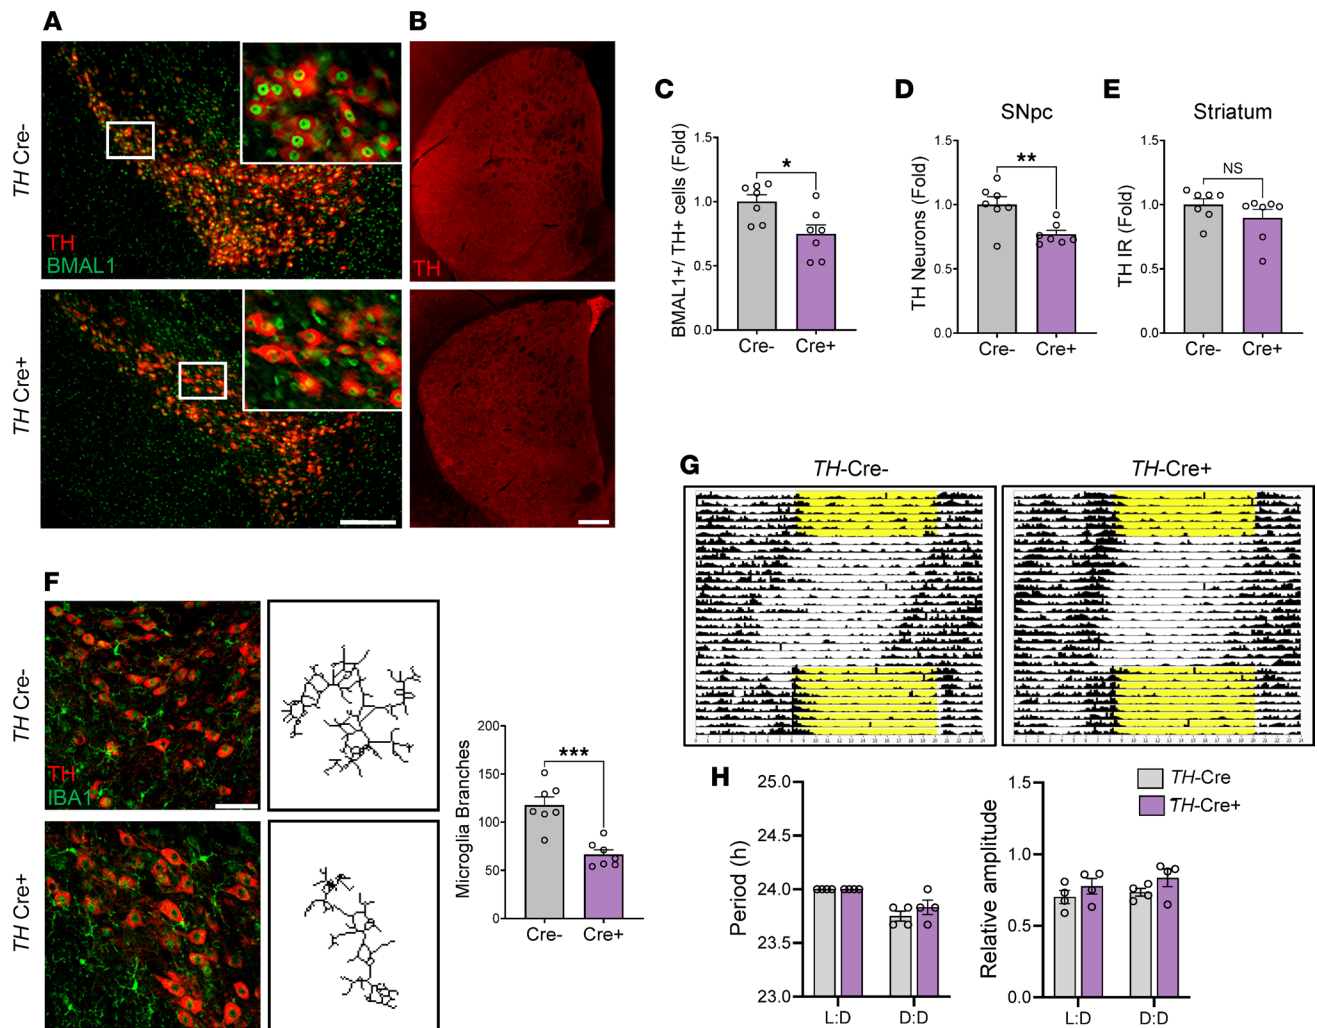 A
B
TH Cre-
TH
BMAL1
TH
TH Cre+
C
BMAL1+/ TH+ cells (Fold)
1.5
1.0
0.5
0.0
*
Cre-
Cre+
D
SNpc
TH Neurons (Fold)
1.5
1.0
0.5
0.0
**
Cre-
Cre+
E
Striatum
TH IR (Fold)
1.5
1.0
0.5
0.0
NS
Cre-
Cre+
F
TH Cre-
TH
IBA1
TH Cre+
Microglia Branches
200
150
100
50
0
***
Cre-
Cre+
G
TH-Cre-
TH-Cre+
H
Period (h)
25.0
24.5
24.0
23.5
23.0
L:D
D:D
Relative amplitude
1.5
1.0
0.5
0.0
L:D
D:D
TH-Cre
TH-Cre+